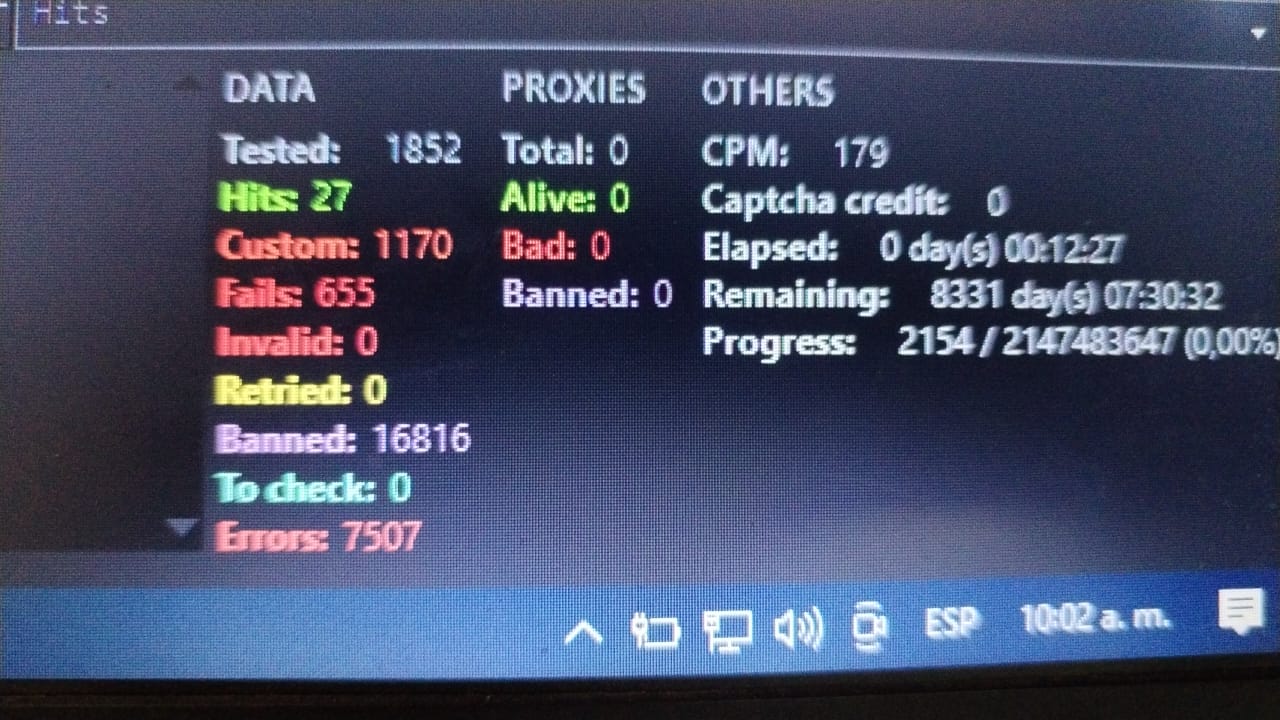 Hits
DATA PROXIES OTHERS
Tested: 1852 Total: 0 CPM: 179
Hits: 27 Alive: 0 Captcha credit: 0
Custom: 1170 Bad: 0 Elapsed: 0 day(s) 00:12:27
Fails: 655 Banned: 0 Remaining: 8331 day(s) 07:30:32
Invalid: 0 Progress: 2154 / 2147483647 (0,00%)
Retried: 0
Banned: 16816
To check: 0
Errors: 7507
ESP 10:02 a. m.